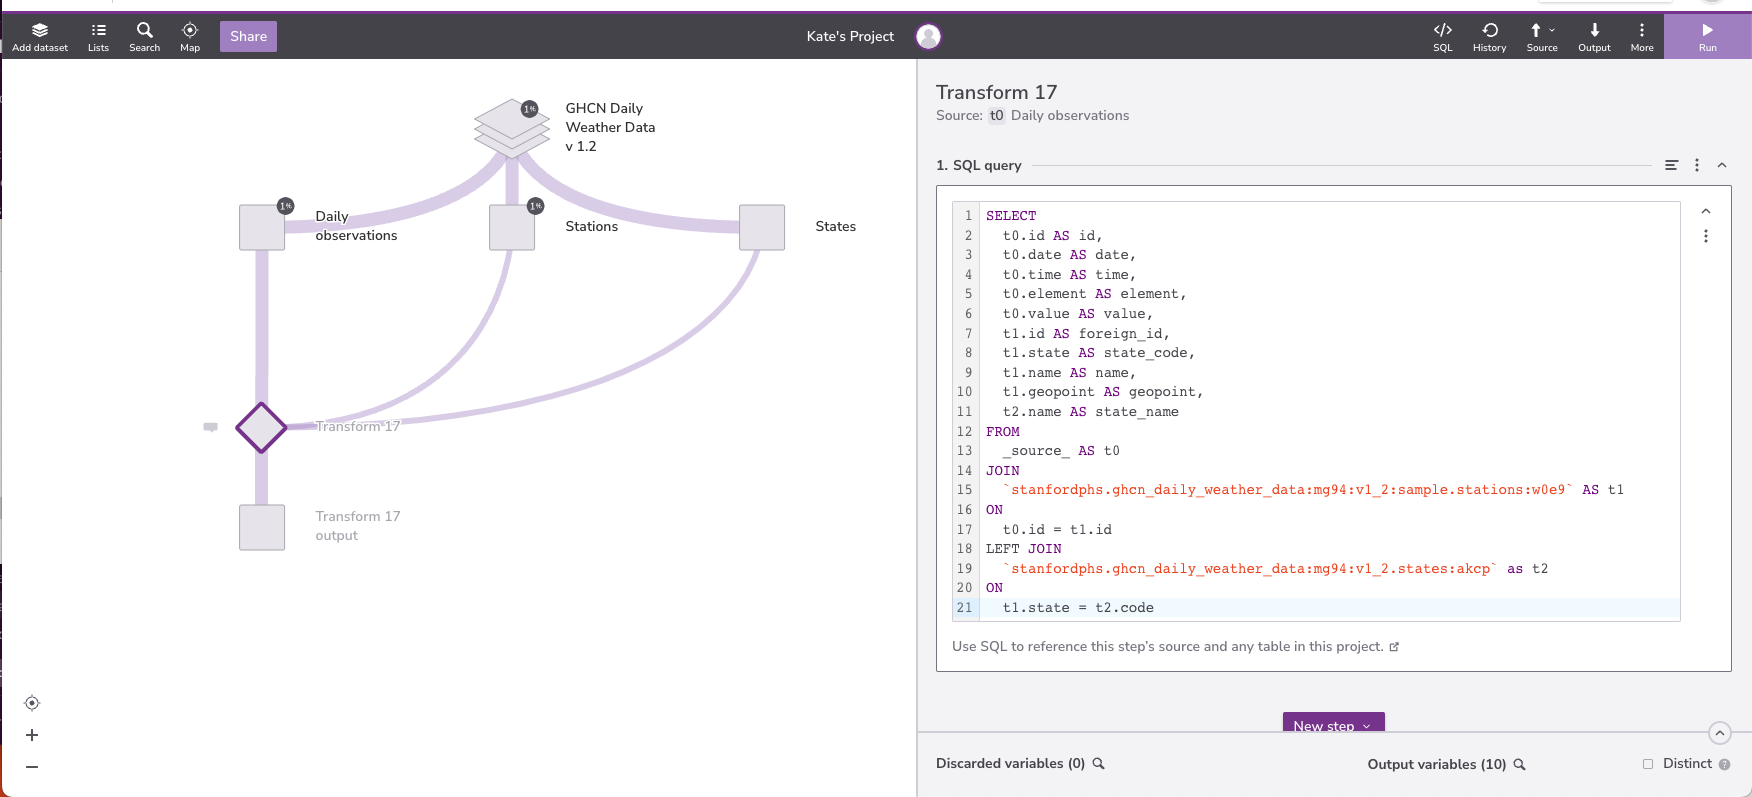 Add dataset
Lists
Search
Map
Share
Kate's Project
SQL
History
Source
Output
More
Run
1%
GHCN Daily
Weather Data
v 1.2
1%
Daily
observations
1%
Stations
States
Transform 17
Transform 17
output
Transform 17
Source: t0 Daily observations
1. SQL query
1 SELECT
2 t0.id AS id,
3 t0.date AS date,
4 t0.time AS time,
5 t0.element AS element,
6 t0.value AS value,
7 t1.id AS foreign_id,
8 t1.state AS state_code,
9 t1.name AS name,
10 t1.geopoint AS geopoint,
11 t2.name AS state_name
12 FROM
13 _source_ AS t0
14 JOIN
15 `stanfordphs.ghcn_daily_weather_data:mg94:v1_2:sample.stations:w0e9` AS t1
16 ON
17 t0.id = t1.id
18 LEFT JOIN
19 `stanfordphs.ghcn_daily_weather_data:mg94:v1_2.states:akcp` as t2
20 ON
21 t1.state = t2.code
Use SQL to reference this step's source and any table in this project.
New step
Discarded variables (0)
Output variables (10)
Distinct ?